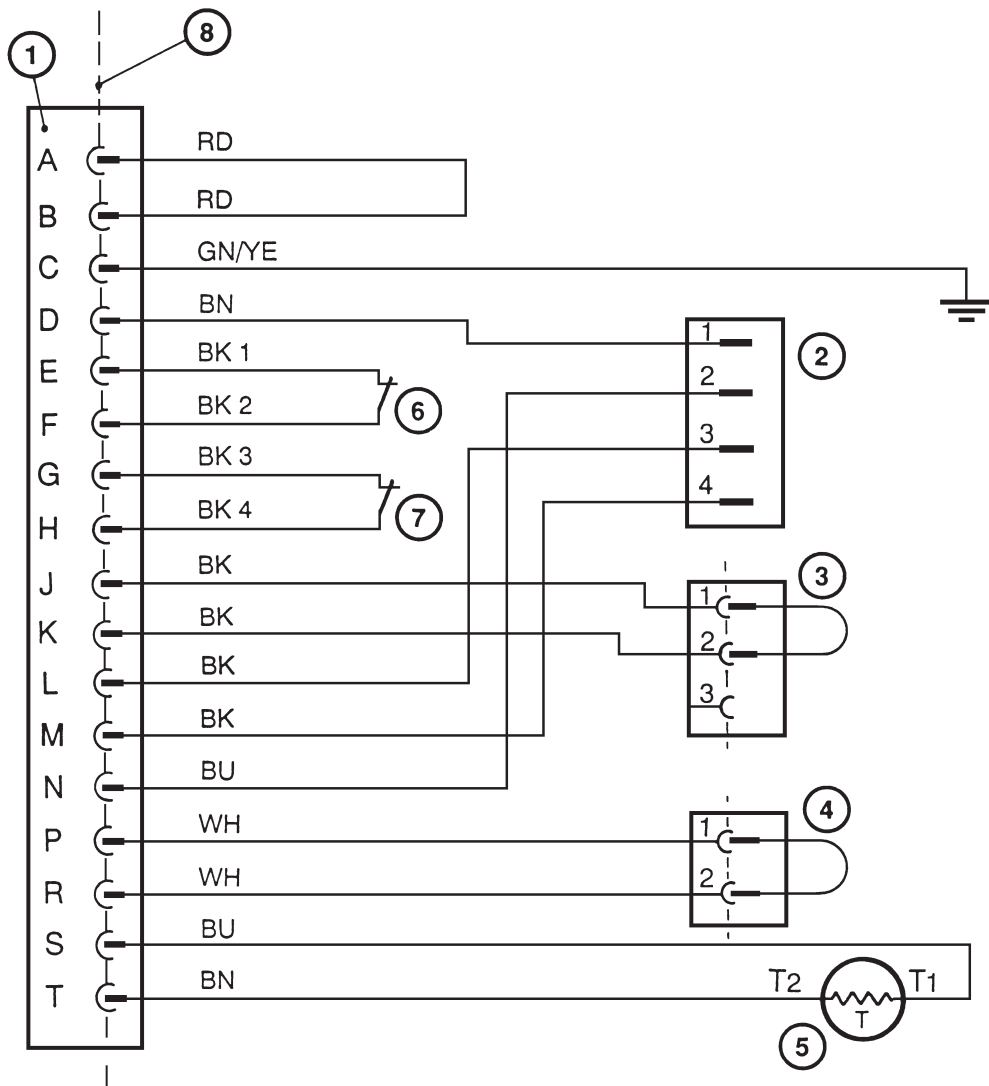 8
1
A RD
B RD
C GN/YE
D BN
1
2
E BK 1
2
F BK 2
6
3
G BK 3
4
H BK 4
7
J BK
3
1
K BK
2
L BK
3
M BK
N BU
4
P WH
1
R WH
2
S BU
T BN
T2 T1
T
5